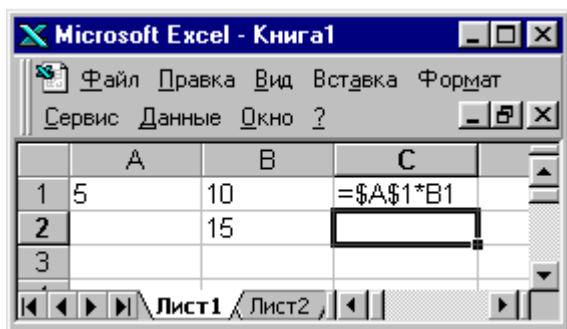 Microsoft Excel - Книга1
Файл Правка Вид Вставка Формат
Сервис Данные Окно ?
A B C
1 5 10 =$A$1*B1
2 15
3
Лист1 Лист2